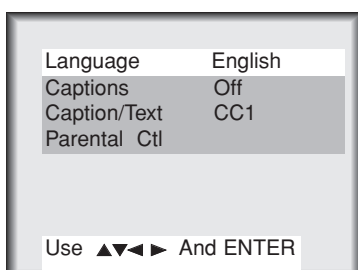 Language English
Captions Off
Caption/Text CC1
Parental Ctl
Use ▲▼◄ ► And ENTER